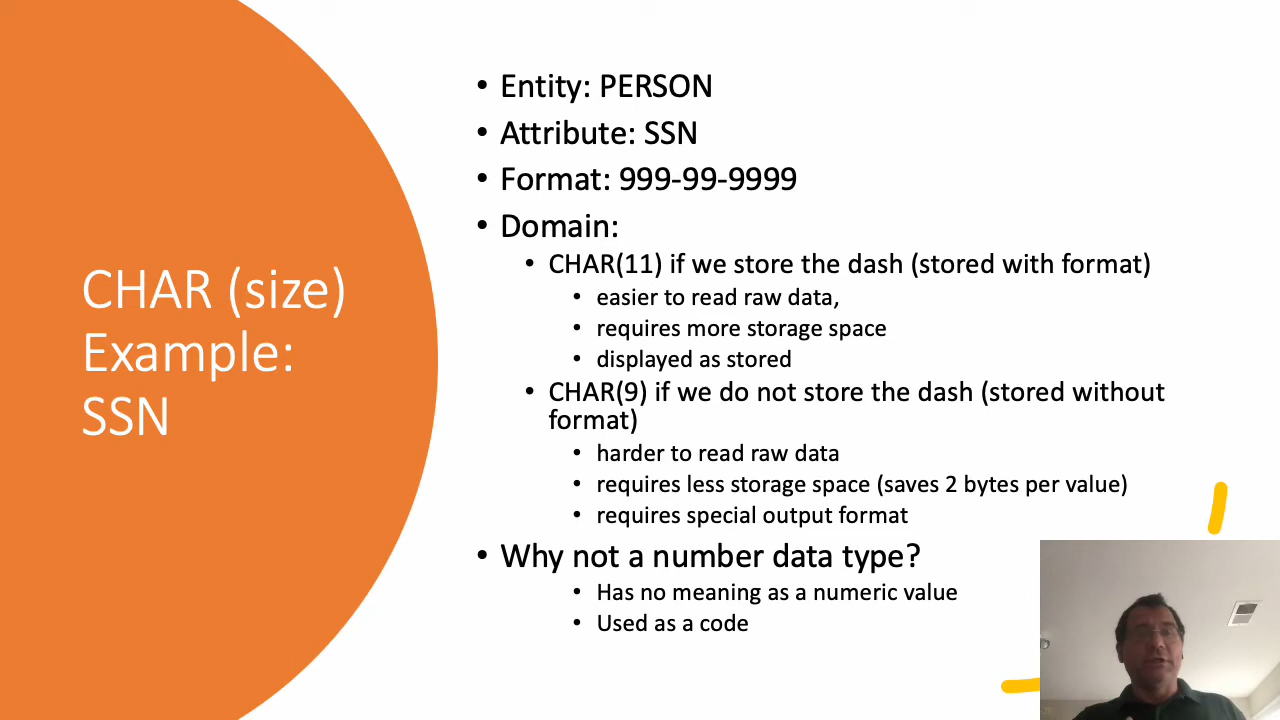 CHAR (size)
Example:
SSN
• Entity: PERSON
• Attribute: SSN
• Format: 999-99-9999
• Domain:
• CHAR(11) if we store the dash (stored with format)
• easier to read raw data,
• requires more storage space
• displayed as stored
• CHAR(9) if we do not store the dash (stored without
format)
• harder to read raw data
• requires less storage space (saves 2 bytes per value)
• requires special output format
• Why not a number data type?
• Has no meaning as a numeric value
• Used as a code